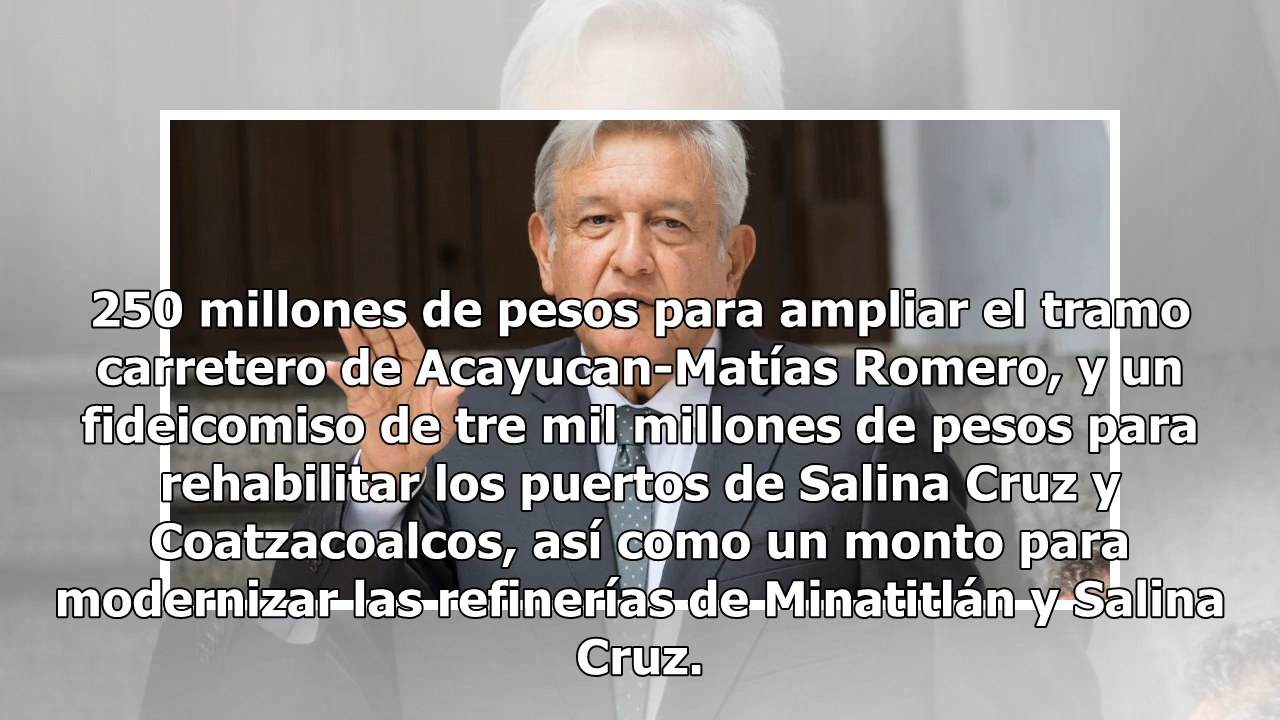 250 millones de pesos para ampliar el tramo
carretero de Acayucan-Matías Romero, y un
fideicomiso de tre mil millones de pesos para
rehabilitar los puertos de Salina Cruz y
Coatzacoalcos, así como un monto para
modernizar las refinerías de Minatitlán y Salina
Cruz.